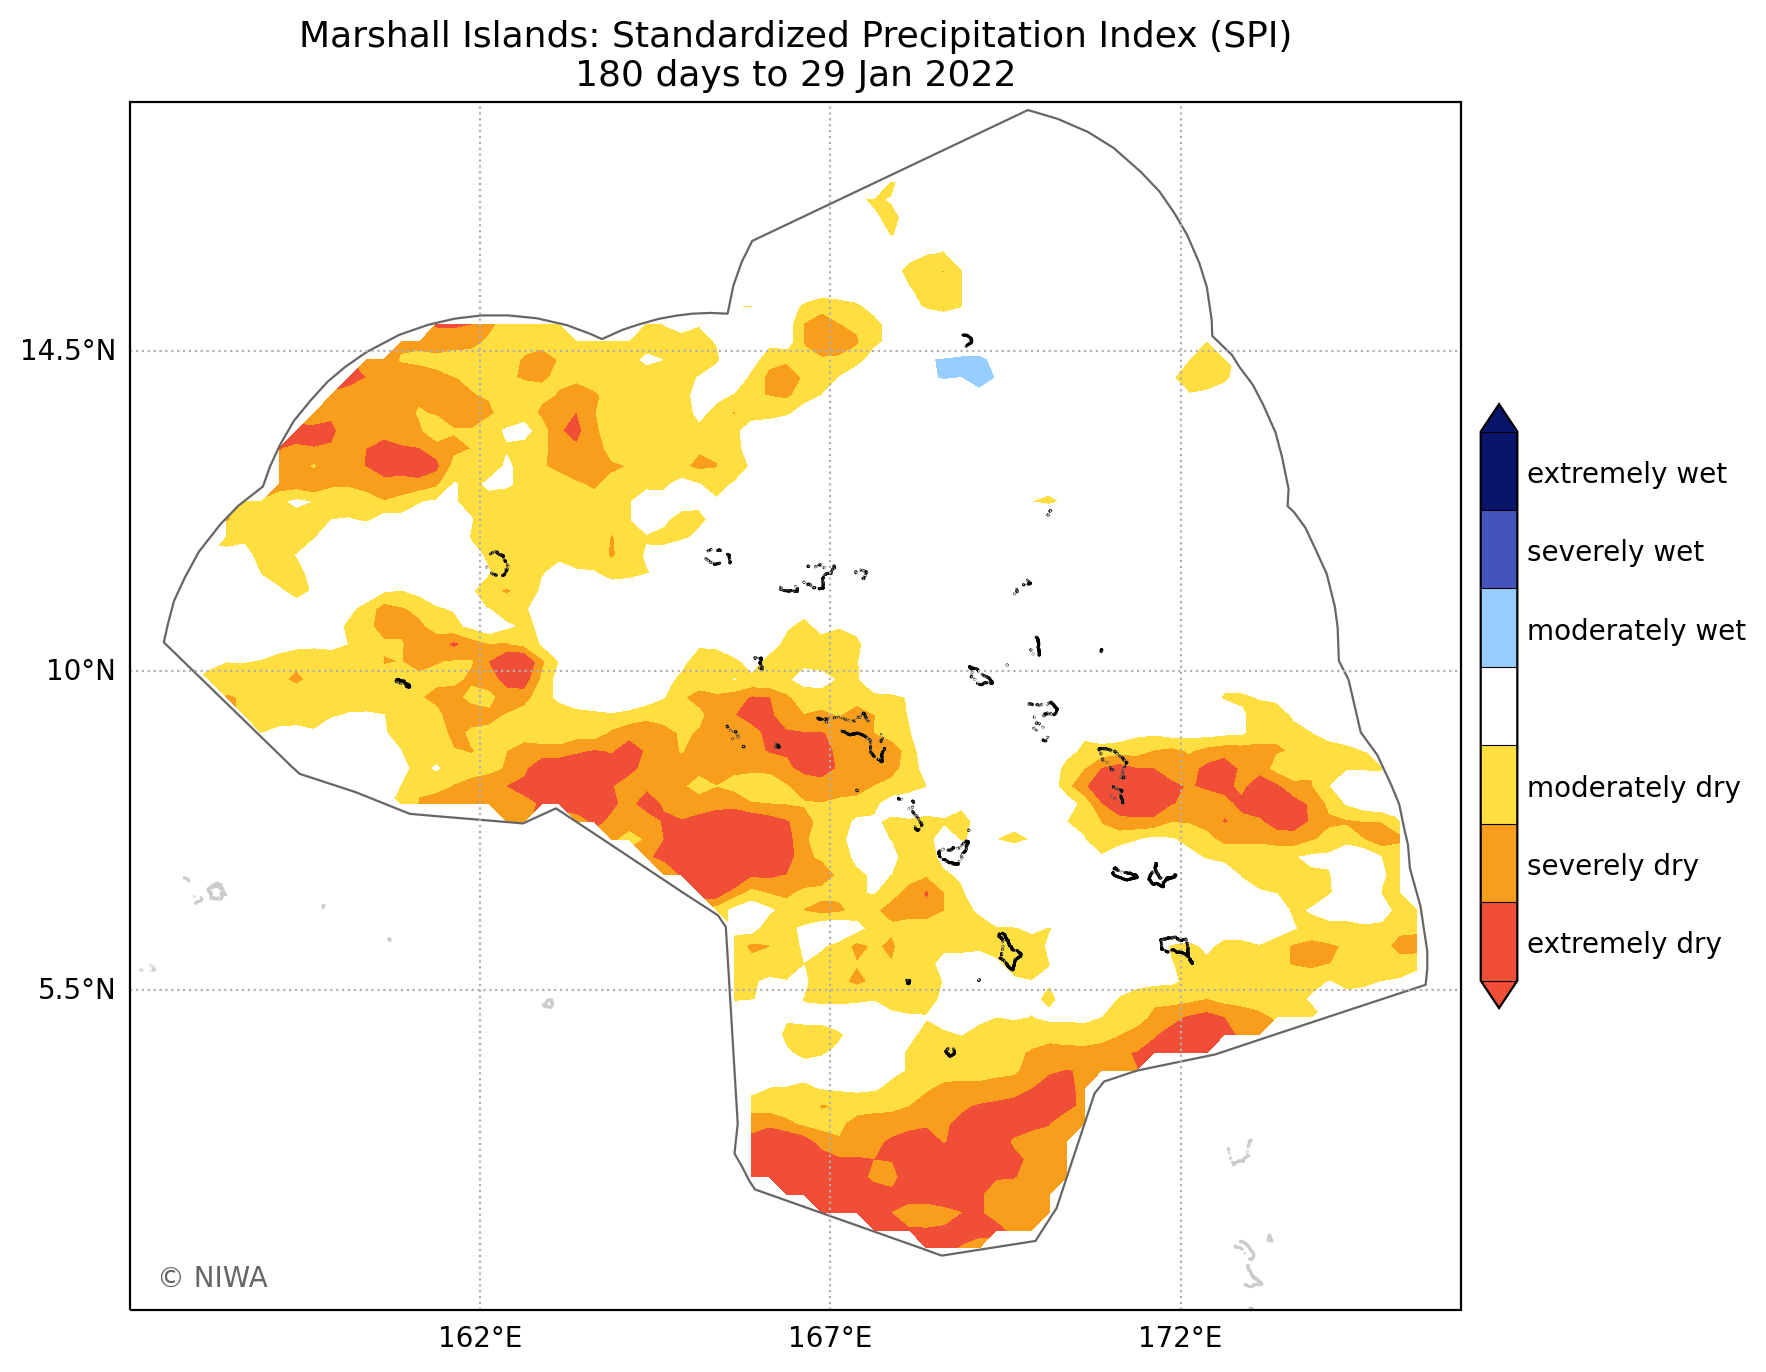 Marshall Islands: Standardized Precipitation Index (SPI)
180 days to 29 Jan 2022
14.5°N
10°N
5.5°N
162°E
167°E
172°E
extremely wet
severely wet
moderately wet
moderately dry
severely dry
extremely dry
© NIWA